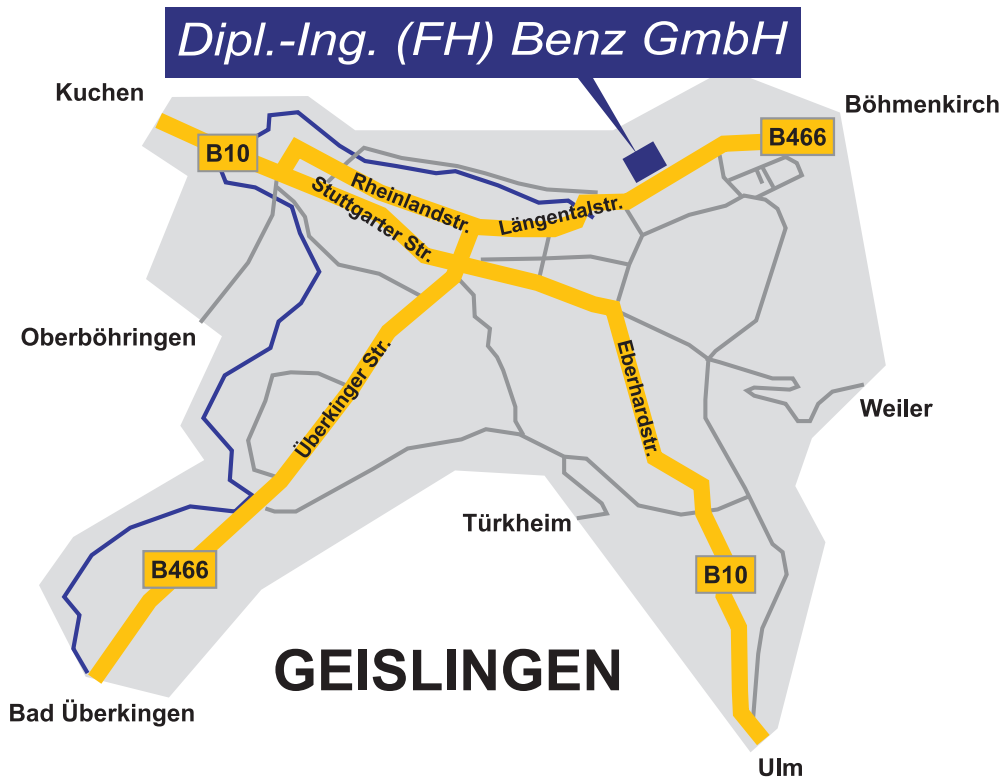 Dipl.-Ing. (FH) Benz GmbH
Kuchen
Böhmenkirch
B466
B10
Rheinlandstr.
Stuttgarter Str.
Längentalstr.
Oberböhringen
Überkinger Str.
Eberhardstr.
Weiler
Türkheim
B466
B10
GEISLINGEN
Bad Überkingen
Ulm